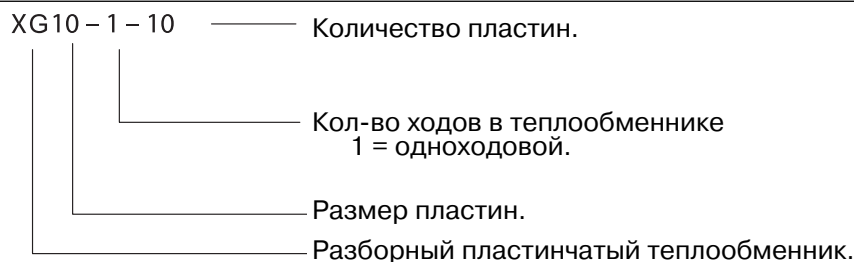 XG10 – 1 – 10
Количество пластин.
Кол-во ходов в теплообменнике
1 = одноходовой.
Размер пластин.
Разборный пластинчатый теплообменник.